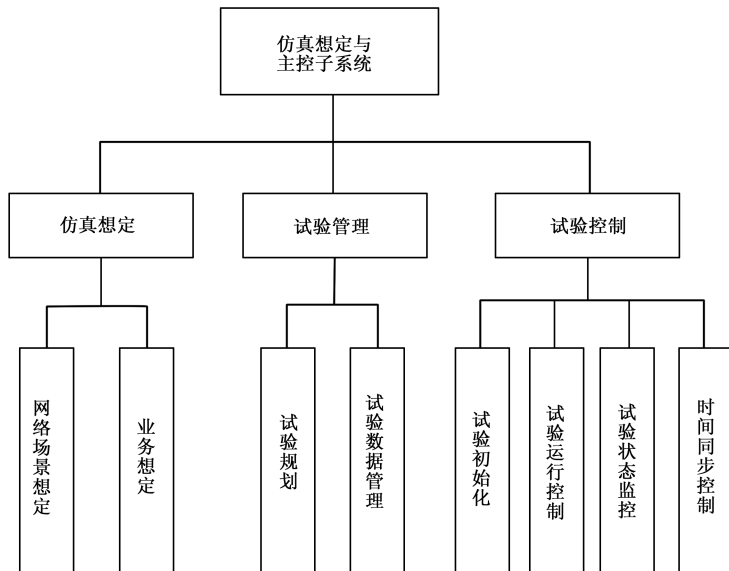 仿真想定与
主控子系统
仿真想定
试验管理
试验控制
网络场景想定
业务想定
试验规划
试验数据管理
试验初始化
试验运行控制
试验状态监控
时间同步控制